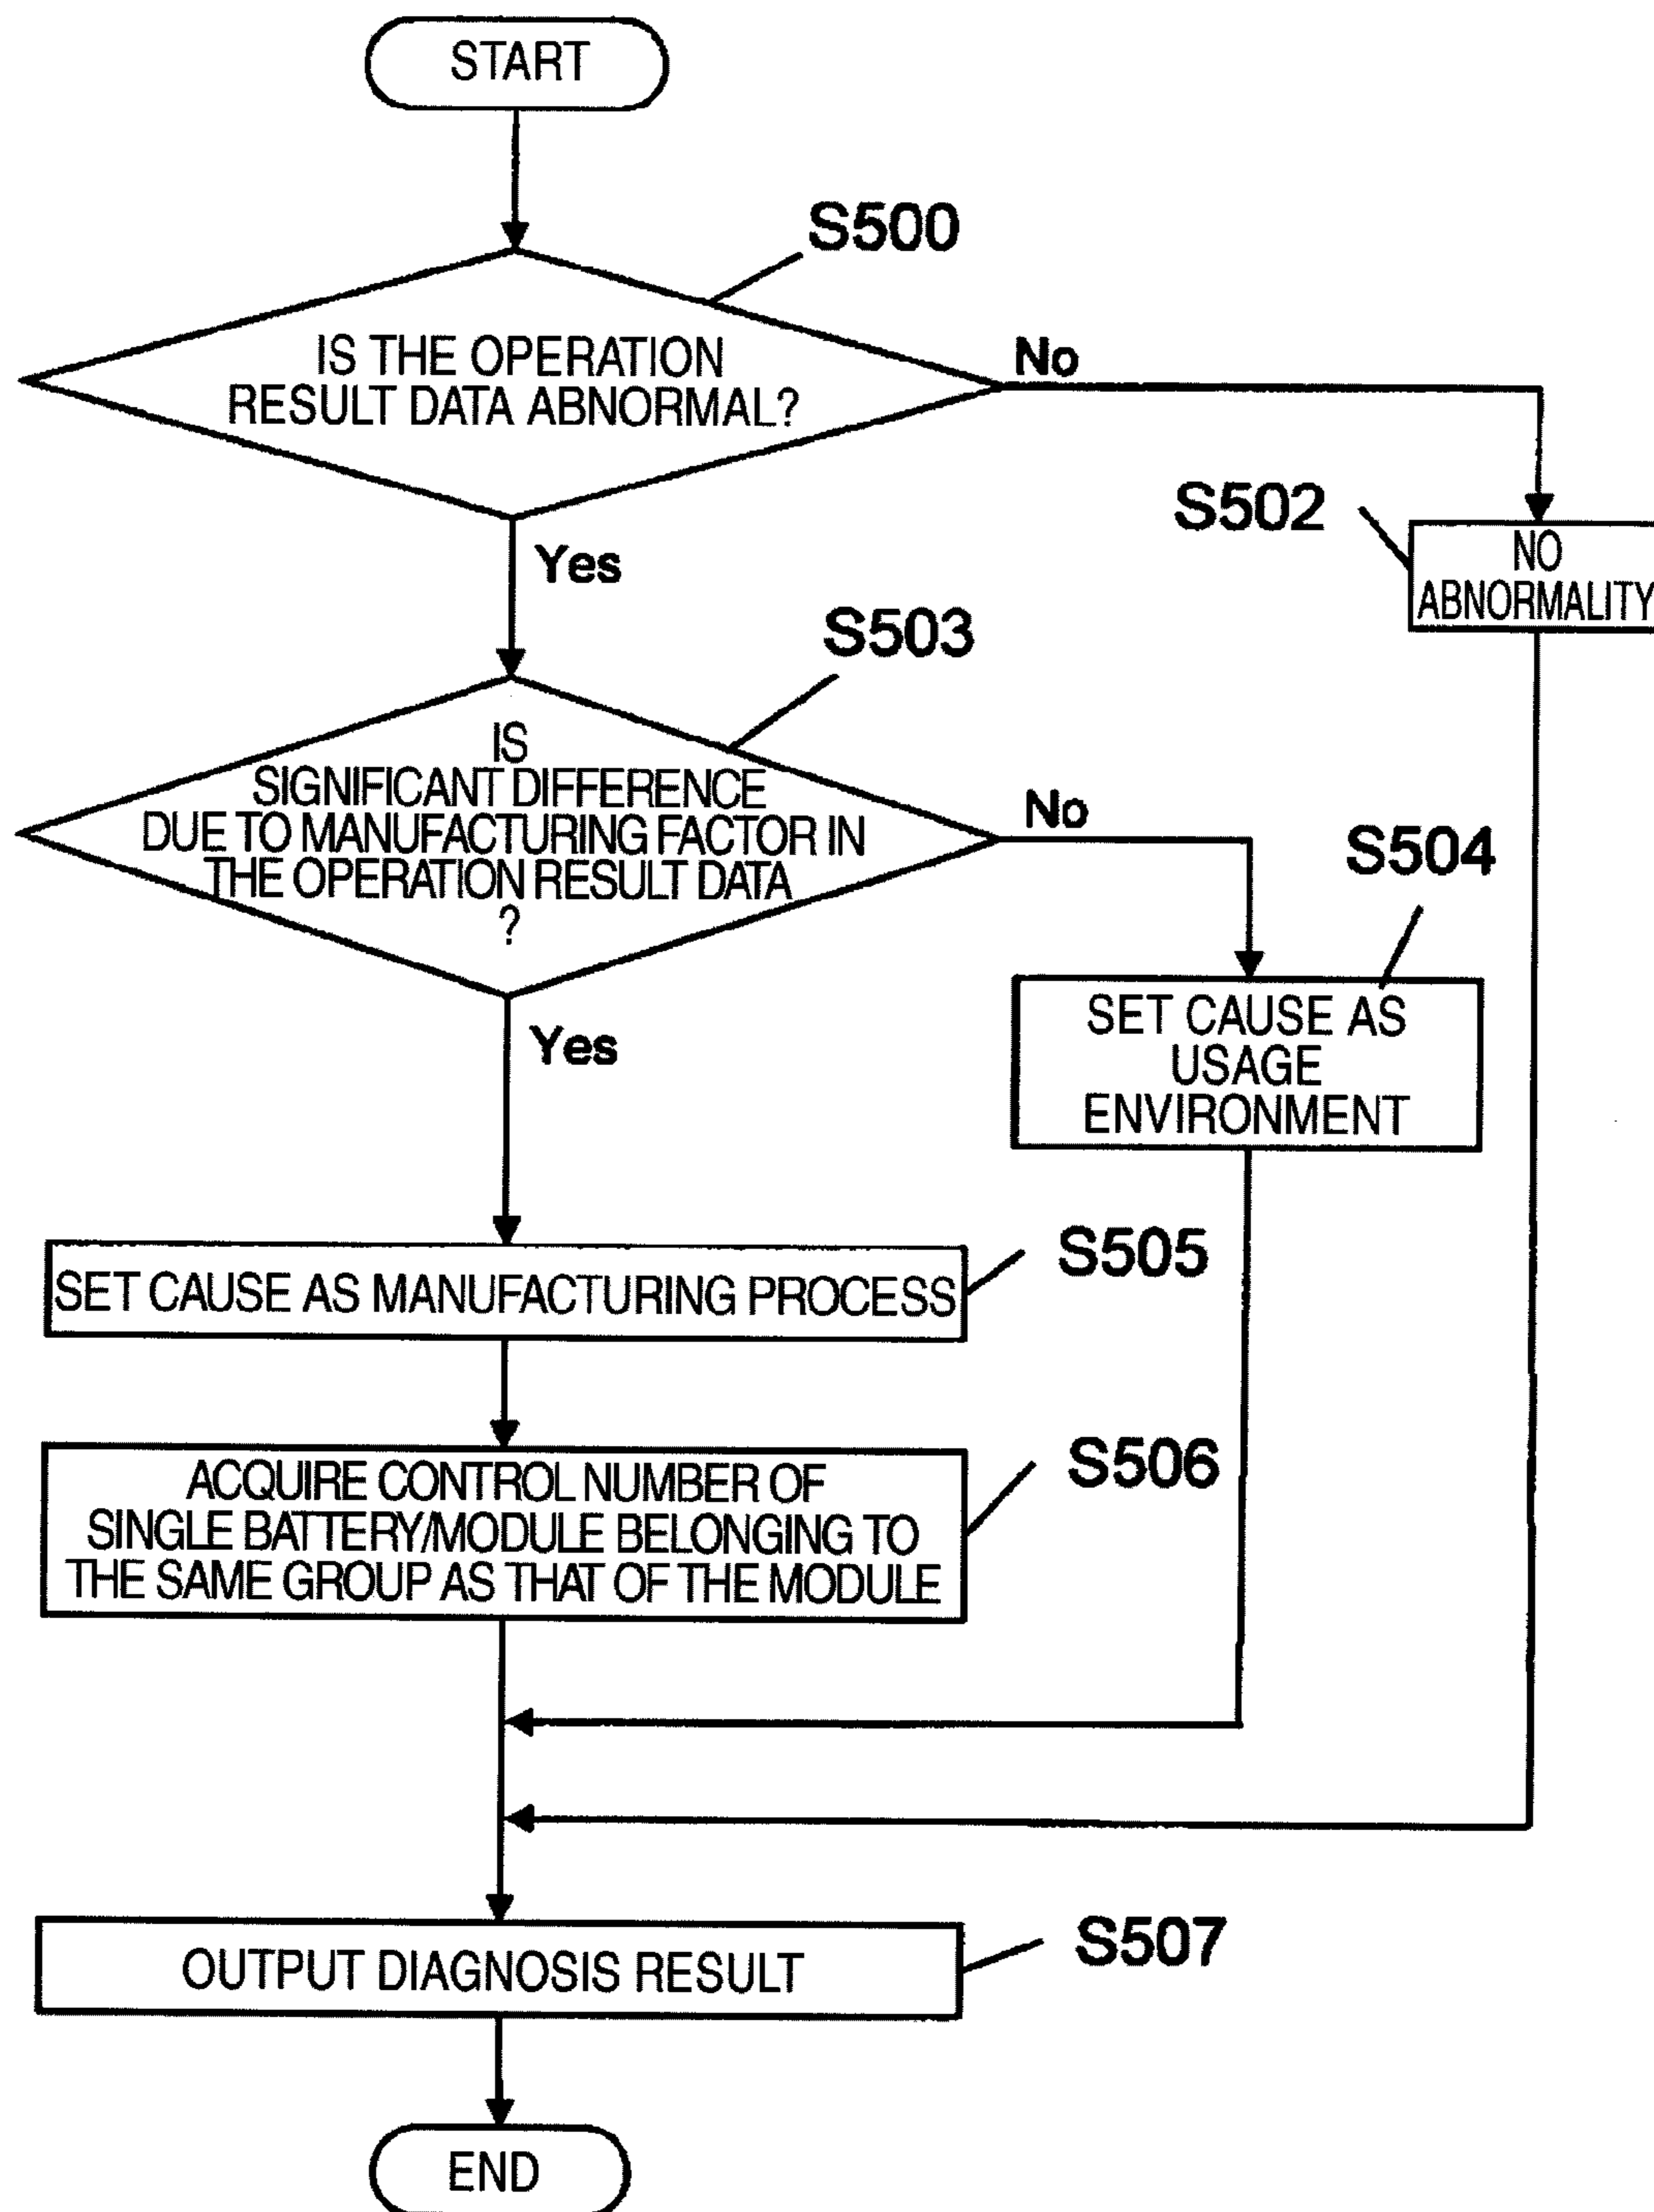 START
S500
IS THE OPERATION
RESULT DATA ABNORMAL?
No
S502
NO
ABNORMALITY
Yes
S503
IS
SIGNIFICANT DIFFERENCE
DUE TO MANUFACTURING FACTOR IN
THE OPERATION RESULT DATA
?
No
S504
SET CAUSE AS
USAGE
ENVIRONMENT
Yes
S505
SET CAUSE AS MANUFACTURING PROCESS
S506
ACQUIRE CONTROL NUMBER OF
SINGLE BATTERY/MODULE BELONGING TO
THE SAME GROUP AS THAT OF THE MODULE
S507
OUTPUT DIAGNOSIS RESULT
END